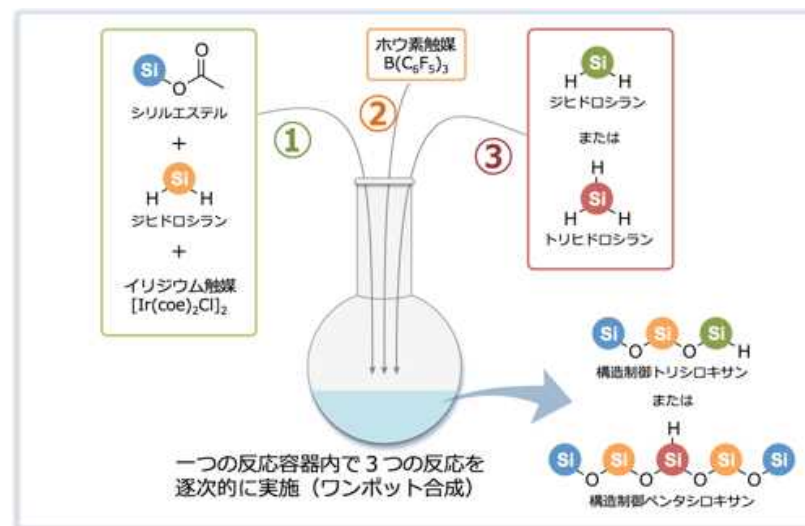 Si
O
O
シリルエステル
+
Si
H H
ジヒドロシラン
+
イリジウム触媒
[Ir(coe)₂Cl]₂
①
ホウ素触媒
B(C₆F₅)₃
②
③
Si
H H
ジヒドロシラン
または
H
Si
H H
トリヒドロシラン
一つの反応容器内で３つの反応を
逐次的に実施（ワンポット合成）
Si Si Si
O O H
構造制御トリシロキサン
または
H
Si Si Si Si Si
O O O O
構造制御ペンタシロキサン